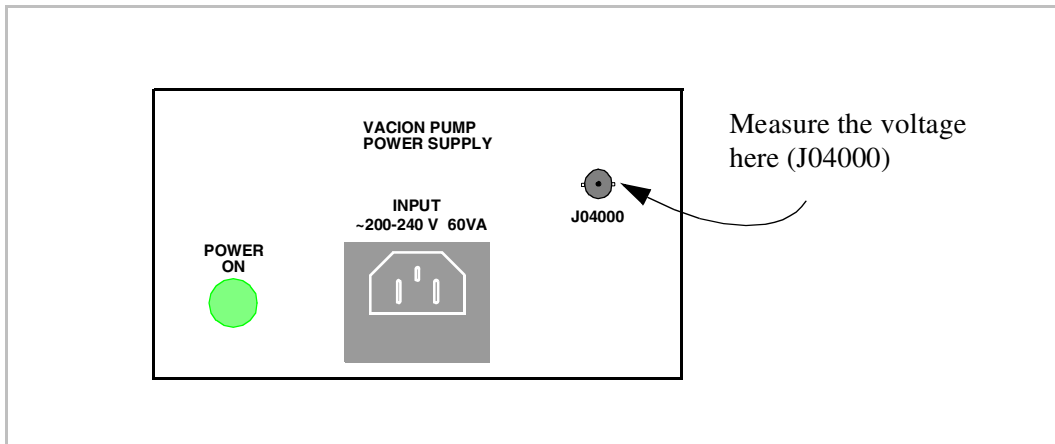 VACION PUMP
POWER SUPPLY
Measure the voltage
here (J04000)
INPUT
~200-240 V 60VA
J04000
POWER
ON